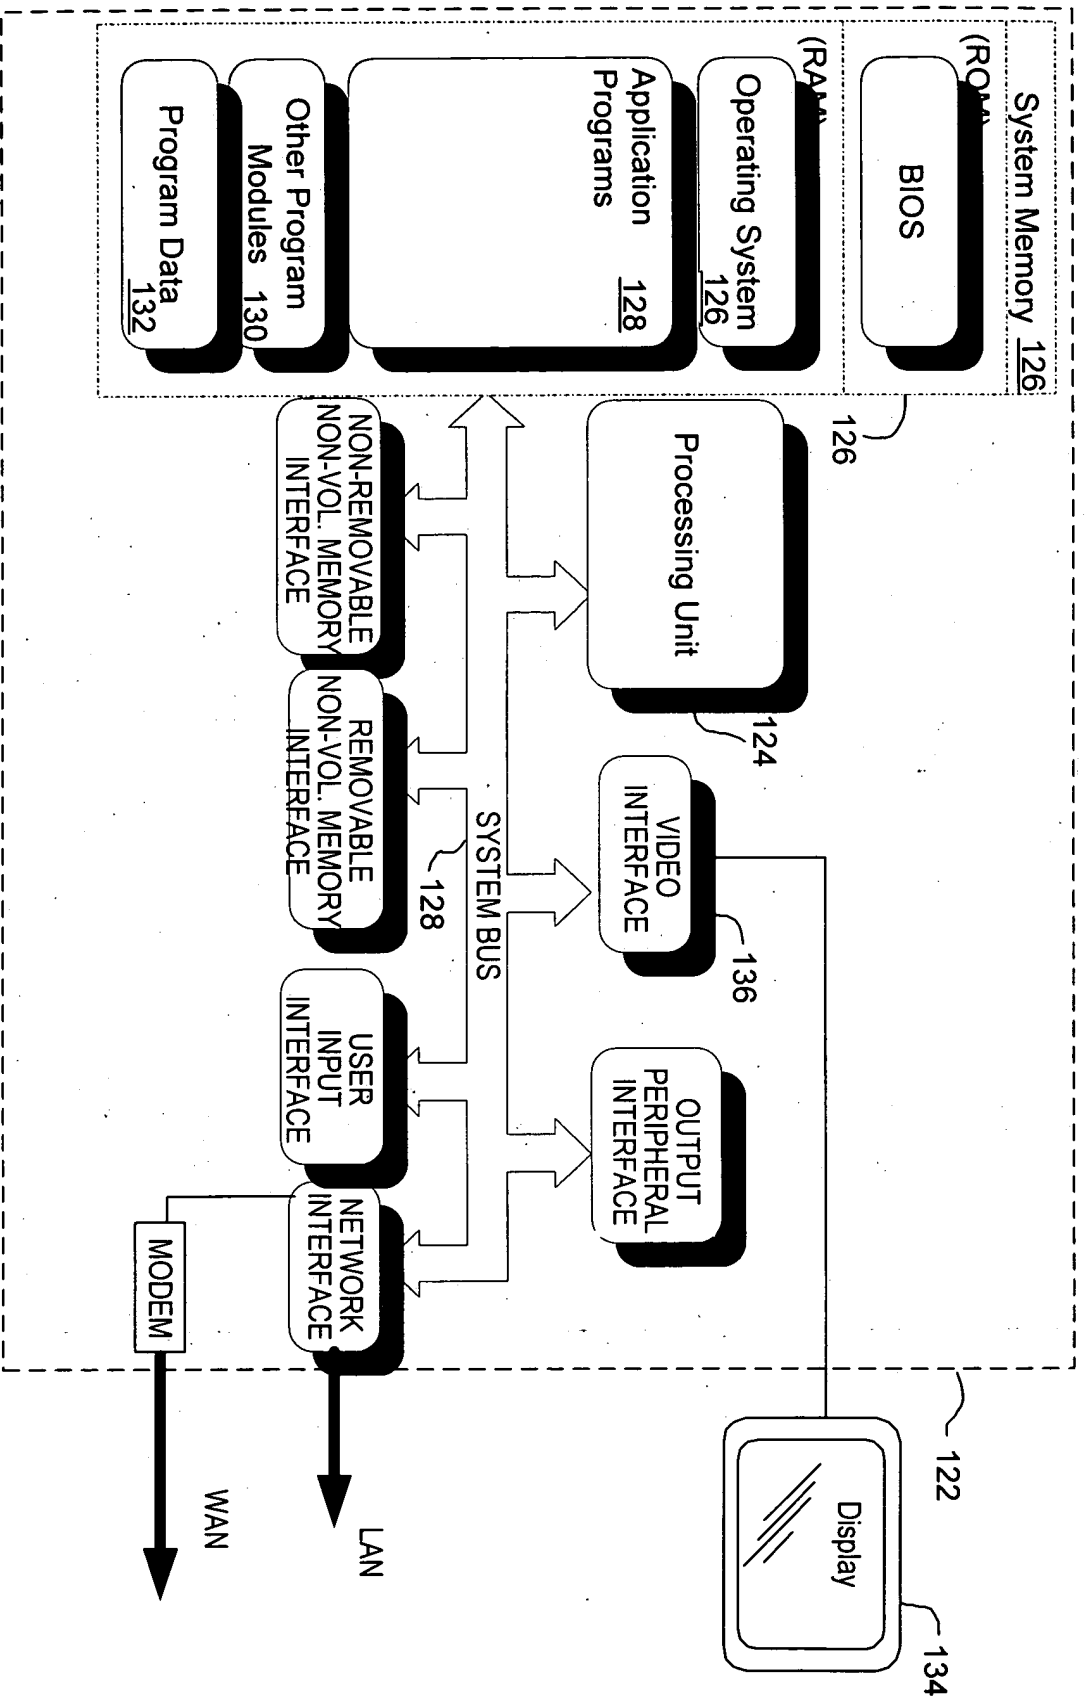 System Memory 126
(ROM)
BIOS
126
(RAM)
Operating System
126
Application
Programs
128
Other Program
Modules 130
Program Data
132
Processing Unit
124
VIDEO
INTERFACE
136
OUTPUT
PERIPHERAL
INTERFACE
SYSTEM BUS
128
NON-REMOVABLE
NON-VOL. MEMORY
INTERFACE
REMOVABLE
NON-VOL. MEMORY
INTERFACE
USER
INPUT
INTERFACE
NETWORK
INTERFACE
MODEM
122
Display
134
LAN
WAN